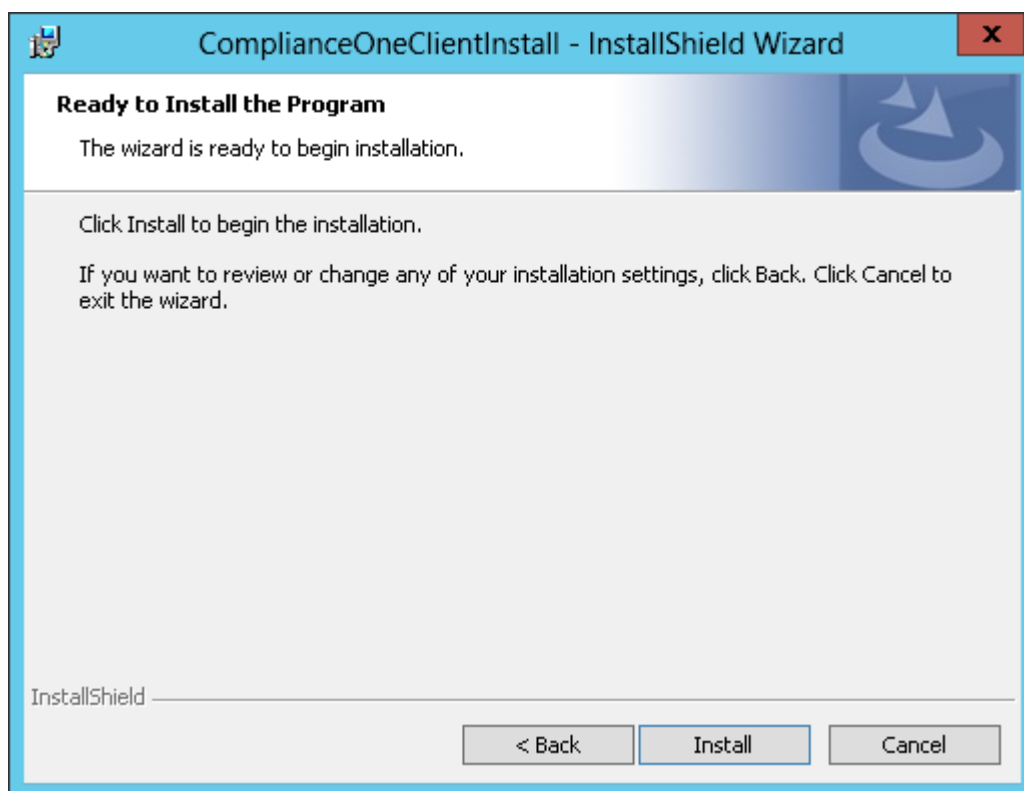 ComplianceOneClientInstall - InstallShield Wizard
x
Ready to Install the Program
The wizard is ready to begin installation.
Click Install to begin the installation.
If you want to review or change any of your installation settings, click Back. Click Cancel to
exit the wizard.
InstallShield
< Back
Install
Cancel